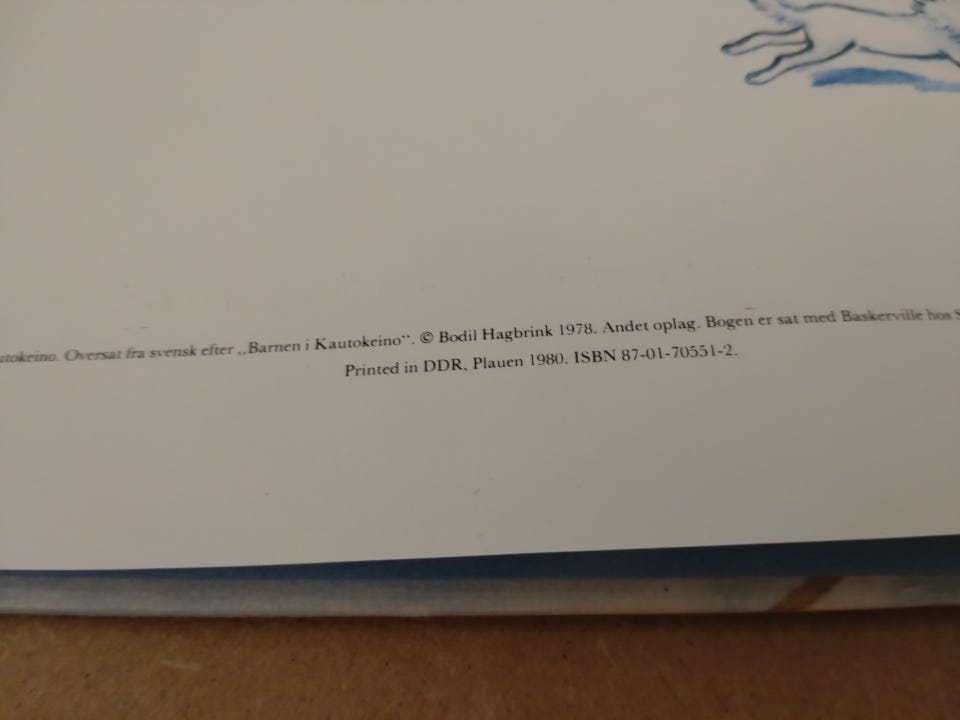 utokeino. Oversat fra svensk efter „Barnen i Kautokeino“. © Bodil Hagbrink 1978. Andet oplag. Bogen er sat med Baskerville hos S
Printed in DDR, Plauen 1980. ISBN 87-01-70551-2.